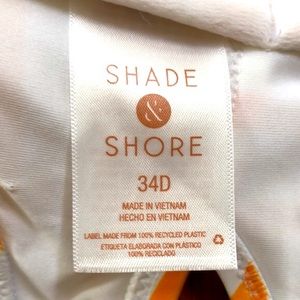 SHADE
&
SHORE
34D
MADE IN VIETNAM
HECHO EN VIETNAM
LABEL MADE FROM 100% RECYCLED PLASTIC
ETIQUETA ELABORADA CON PLÁSTICO
100% RECICLADO